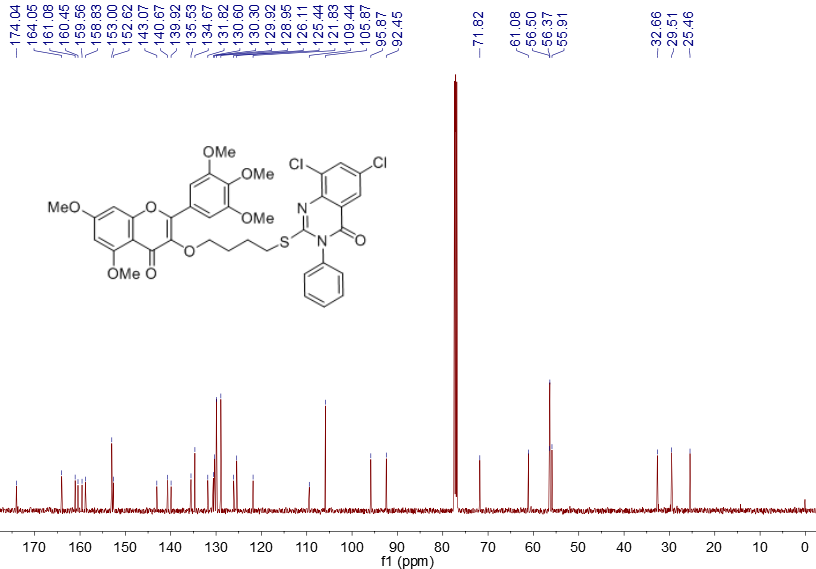 174.04
164.05
161.08
160.45
159.56
158.83
153.00
152.62
143.07
140.67
139.92
135.53
134.67
131.82
130.60
130.30
129.92
128.95
126.11
125.44
121.83
109.44
105.87
95.87
92.45
71.82
61.08
56.50
56.37
55.91
32.66
29.51
25.46
OMe
Cl
Cl
OMe
MeO
O
OMe
N
S
N
O
O
OMe
O
170 160 150 140 130 120 110 100 90 80 70 60 50 40 30 20 10 0
f1 (ppm)